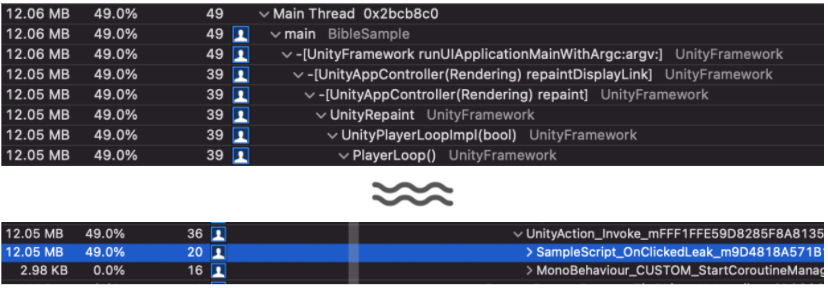 12.06 MB 49.0% 49 Main Thread 0x2bcb8c0
12.06 MB 49.0% 49 main BibleSample
12.06 MB 49.0% 49 -[UnityFramework runUIApplicationMainWithArgc:argv:] UnityFramework
12.05 MB 49.0% 39 -[UnityAppController(Rendering) repaintDisplayLink] UnityFramework
12.05 MB 49.0% 39 -[UnityAppController(Rendering) repaint] UnityFramework
12.05 MB 49.0% 39 UnityRepaint UnityFramework
12.05 MB 49.0% 39 UnityPlayerLoopImpl(bool) UnityFramework
12.05 MB 49.0% 39 PlayerLoop() UnityFramework
12.05 MB 49.0% 36 UnityAction_Invoke_mFFF1FFE59D8285F8A8135
12.05 MB 49.0% 20 SampleScript_OnClickedLeak_m9D4818A571B1
2.98 KB 0.0% 16 MonoBehaviour_CUSTOM_StartCoroutineManag